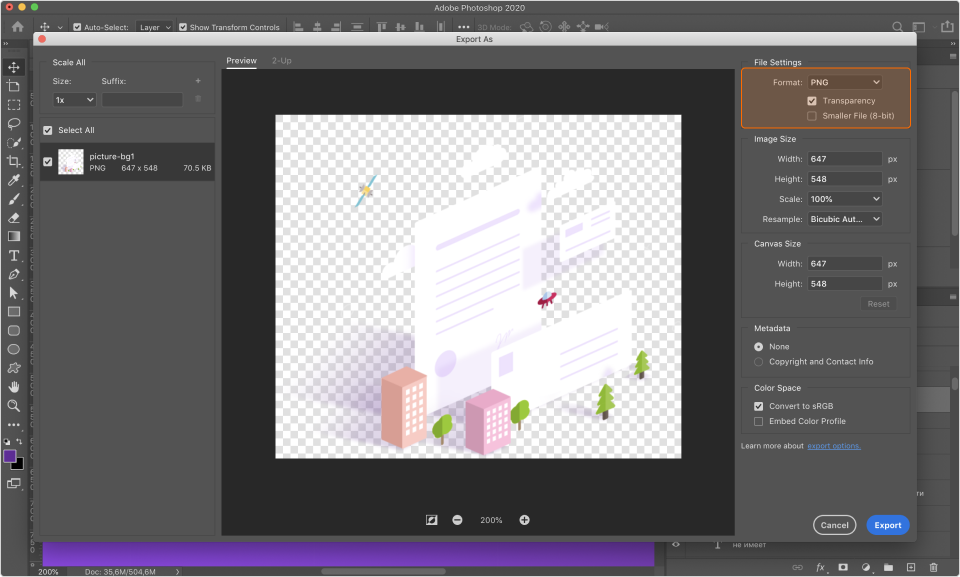 Adobe Photoshop 2020
Auto-Select: Layer Show Transform Controls 3D Mode:
Export As
Scale All
Size: Suffix: +
1x
Select All
picture-bg1
PNG 647 x 548 70.5 KB
Preview 2-Up
200%
File Settings
Format: PNG
Transparency
Smaller File (8-bit)
Image Size
Width: 647 px
Height: 548 px
Scale: 100%
Resample: Bicubic Aut...
Canvas Size
Width: 647 px
Height: 548 px
Reset
Metadata
None
Copyright and Contact Info
Color Space
Convert to sRGB
Embed Color Profile
Learn more about export options.
Cancel Export
ти
не имеет
200% Doc: 35,6M/504,6M
fx